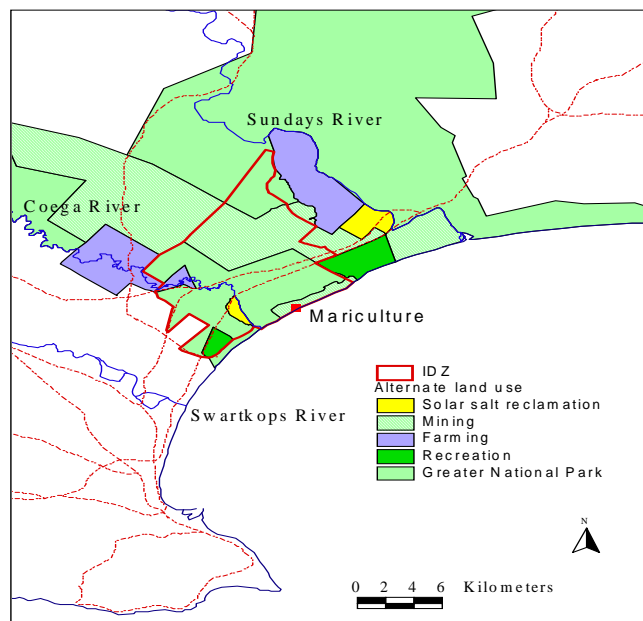 Sundays River
Coega River
Mariculture
Swartkops River
IDZ
Alternate land use
Solar salt reclamation
Mining
Farming
Recreation
Greater National Park
N
0 2 4 6 Kilometers